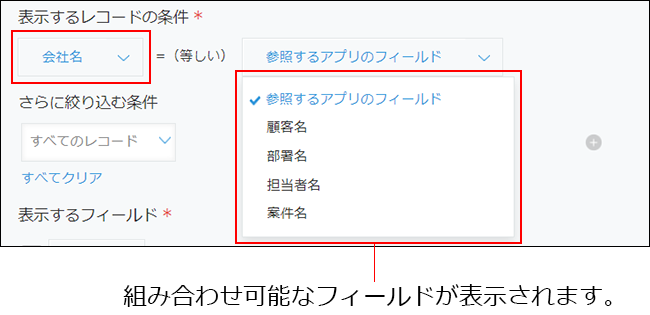 表示するレコードの条件 *
会社名 =（等しい） 参照するアプリのフィールド
参照するアプリのフィールド
顧客名
部署名
担当者名
案件名
さらに絞り込む条件
すべてのレコード
すべてクリア
表示するフィールド *
組み合わせ可能なフィールドが表示されます。